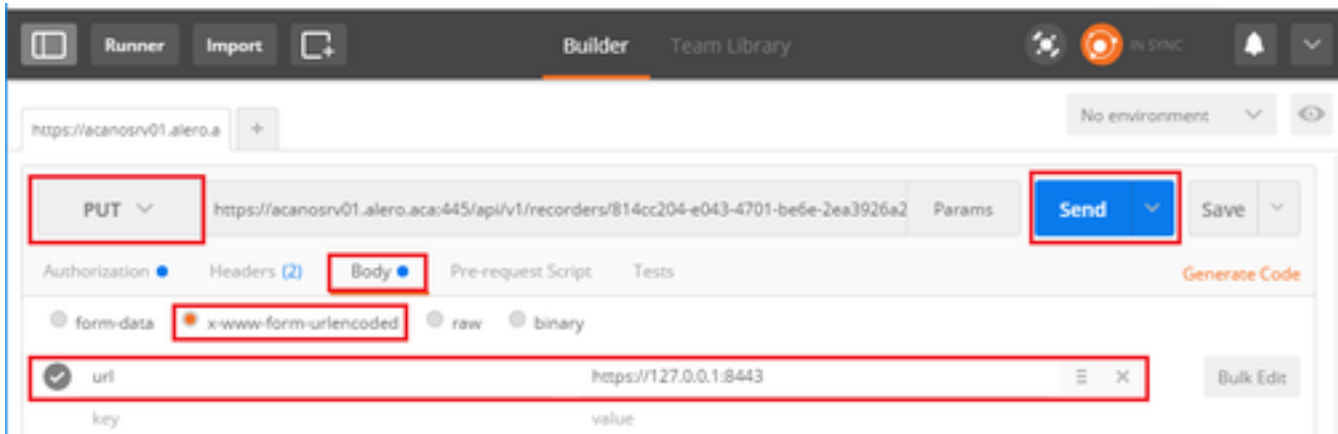 Runner Import Builder Team Library IN SYNC
https://acanosrv01.alero.a + No environment
PUT https://acanosrv01.alero.aca:445/api/v1/recorders/814cc204-e043-4701-be6e-2ea3926a2 Params Send Save
Authorization Headers (2) Body Pre-request Script Tests Generate Code
form-data x-www-form-urlencoded raw binary
url https://127.0.0.1:8443 Bulk Edit
key value